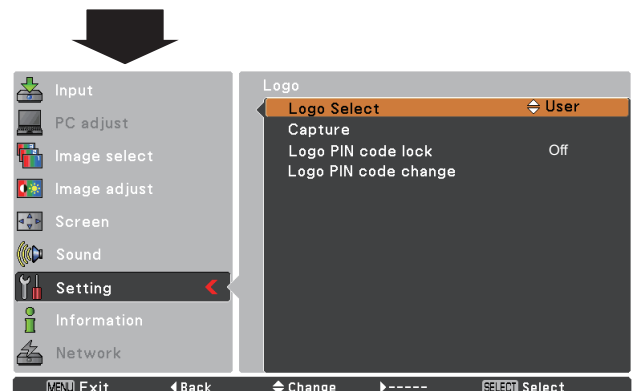 Input
PC adjust
Image select
Image adjust
Screen
Sound
Setting
Information
Network
Logo
Logo Select User
Capture
Logo PIN code lock Off
Logo PIN code change
MENU Exit Back Change ----- SELECT Select